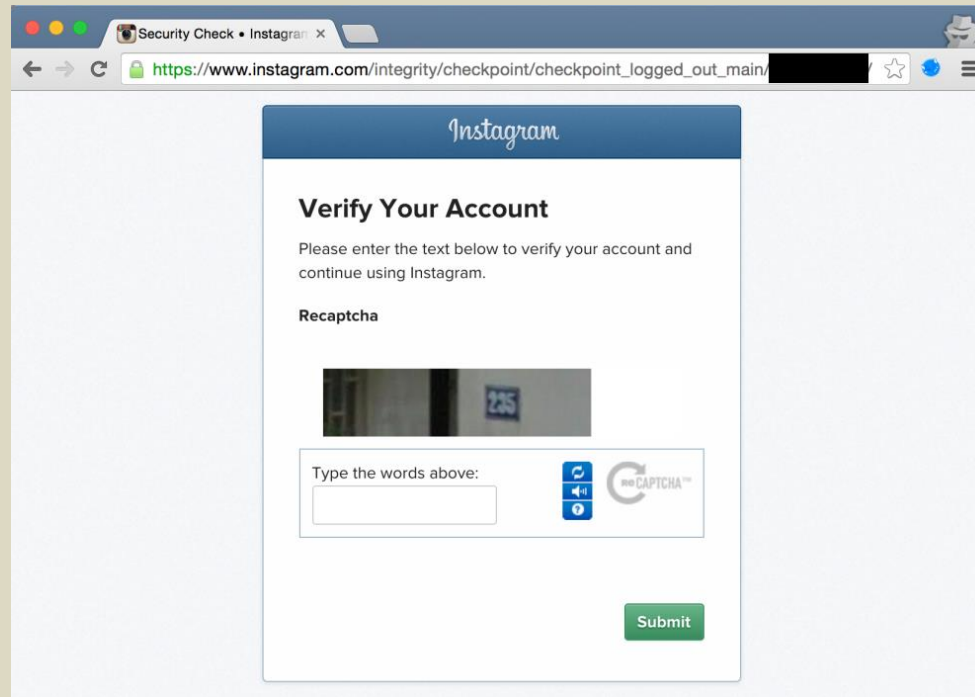 Security Check • Instagram
https://www.instagram.com/integrity/checkpoint/checkpoint_logged_out_main/ /
Instagram
Verify Your Account
Please enter the text below to verify your account and
continue using Instagram.
Recaptcha
235
Type the words above:
reCAPTCHA™
Submit